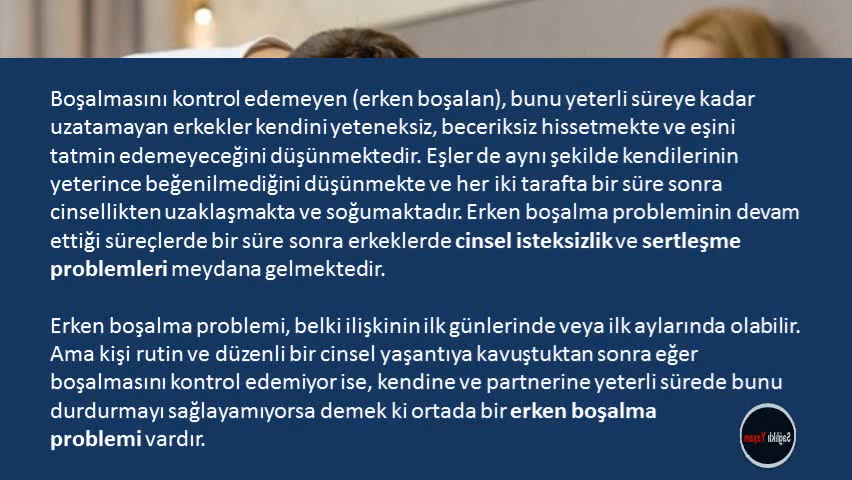 Boşalmasını kontrol edemeyen (erken boşalan), bunu yeterli süreye kadar
uzatamayan erkekler kendini yeteneksiz, beceriksiz hissetmekte ve eşini
tatmin edemeyeceğini düşünmektedir. Eşler de aynı şekilde kendilerinin
yeterince beğenilmediğini düşünmekte ve her iki tarafta bir süre sonra
cinsellikten uzaklaşmakta ve soğumaktadır. Erken boşalma probleminin devam
ettiği süreçlerde bir süre sonra erkeklerde cinsel isteksizlik ve sertleşme
problemleri meydana gelmektedir.
Erken boşalma problemi, belki ilişkinin ilk günlerinde veya ilk aylarında olabilir.
Ama kişi rutin ve düzenli bir cinsel yaşantıya kavuştuktan sonra eğer
boşalmasını kontrol edemiyor ise, kendine ve partnerine yeterli sürede bunu
durdurmayı sağlayamıyorsa demek ki ortada bir erken boşalma
problemi vardır.
Sağlıklı Yaşam